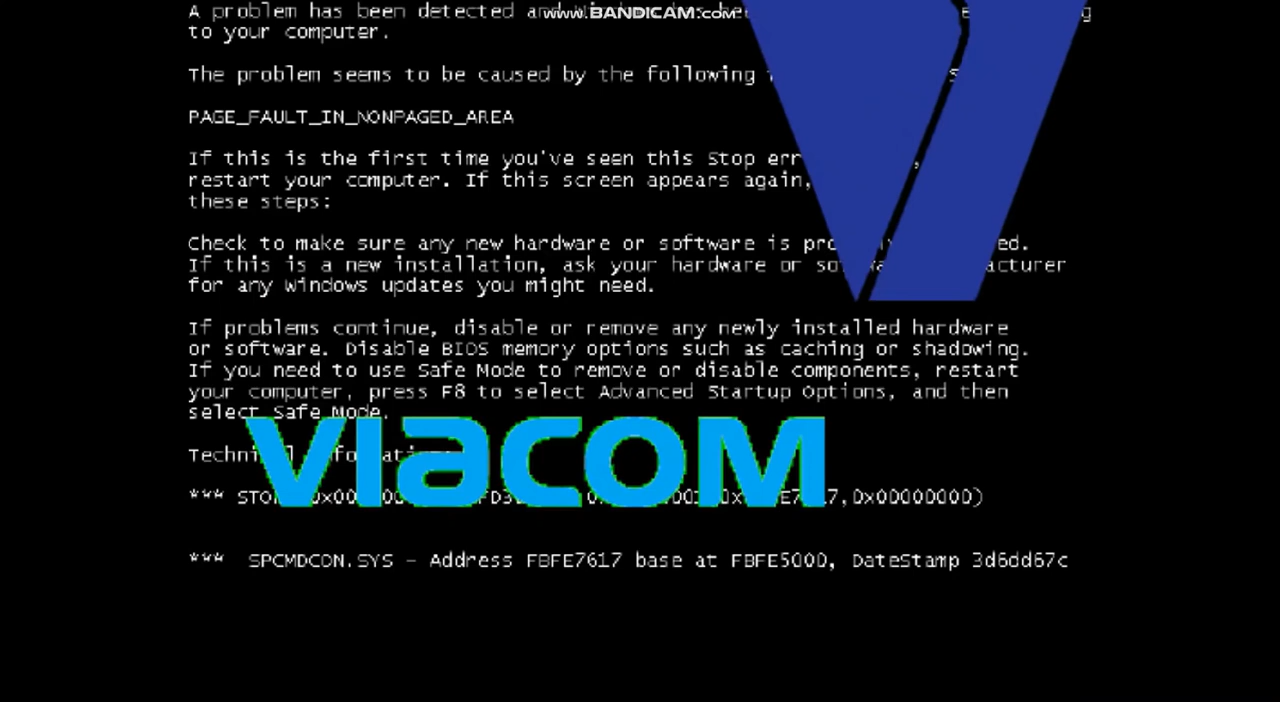 www.BANDICAM.com
A problem has been detected and
to your computer.
The problem seems to be caused by the following
PAGE_FAULT_IN_NONPAGED_AREA
If this is the first time you've seen this Stop
restart your computer. If this screen appears again,
these steps:
Check to make sure any new hardware or software is
If this is a new installation, ask your hardware or
for any Windows updates you might need.
If problems continue, disable or remove any newly installed hardware
or software. Disable BIOS memory options such as caching or shadowing.
If you need to use Safe Mode to remove or disable components, restart
your computer, press F8 to select Advanced Startup Options, and then
select Safe Mode.
VIACOM
*** SPCMDCON.SYS - Address FBFE7617 base at FBFE5000, DateStamp 3d6dd67c